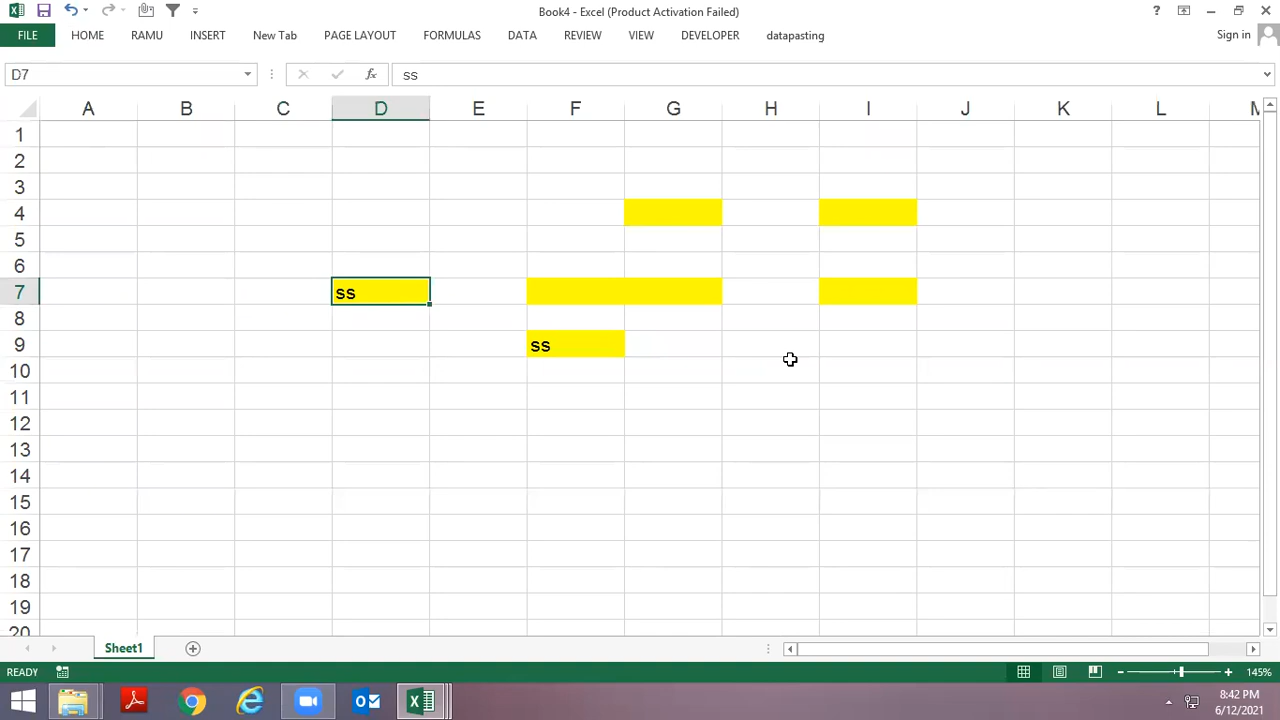 Book4 - Excel (Product Activation Failed)
?
FILE HOME RAMU INSERT New Tab PAGE LAYOUT FORMULAS DATA REVIEW VIEW DEVELOPER datapasting Sign in
D7 fx ss
A B C D E F G H I J K L M
1
2
3
4
5
6
7 ss
8
9 ss
10
11
12
13
14
15
16
17
18
19
20
Sheet1
READY 145%
8:42 PM
6/12/2021